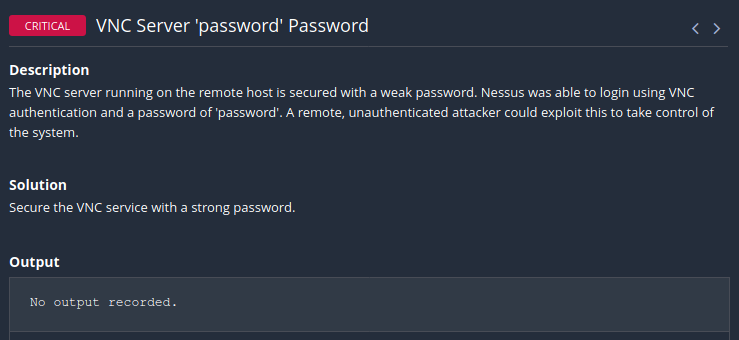 CRITICAL VNC Server 'password' Password
Description
The VNC server running on the remote host is secured with a weak password. Nessus was able to login using VNC
authentication and a password of 'password'. A remote, unauthenticated attacker could exploit this to take control of
the system.
Solution
Secure the VNC service with a strong password.
Output
No output recorded.